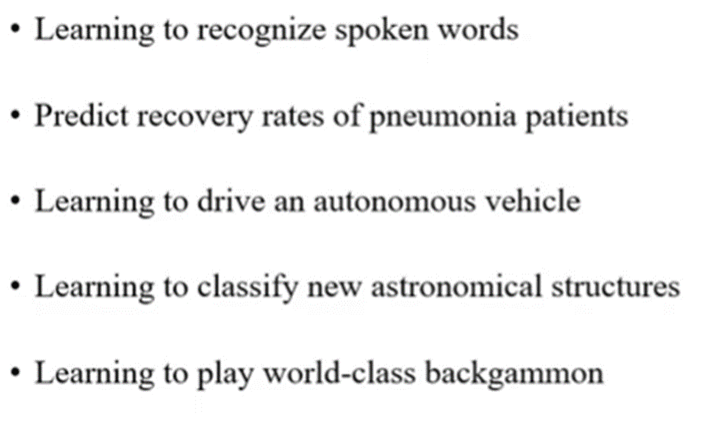 • Learning to recognize spoken words
• Predict recovery rates of pneumonia patients
• Learning to drive an autonomous vehicle
• Learning to classify new astronomical structures
• Learning to play world-class backgammon